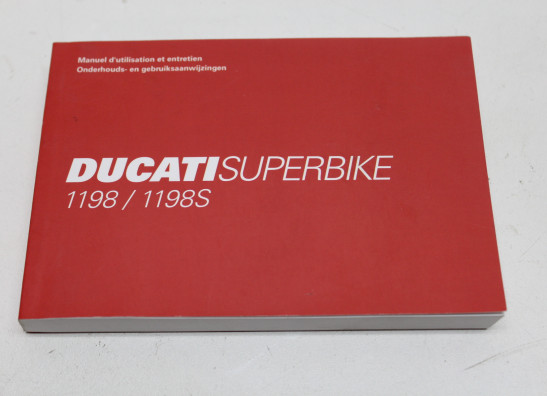 Manuel d'utilisation et entretien
Onderhouds- en gebruiksaanwijzingen
DUCATISUPERBIKE
1198 / 1198S